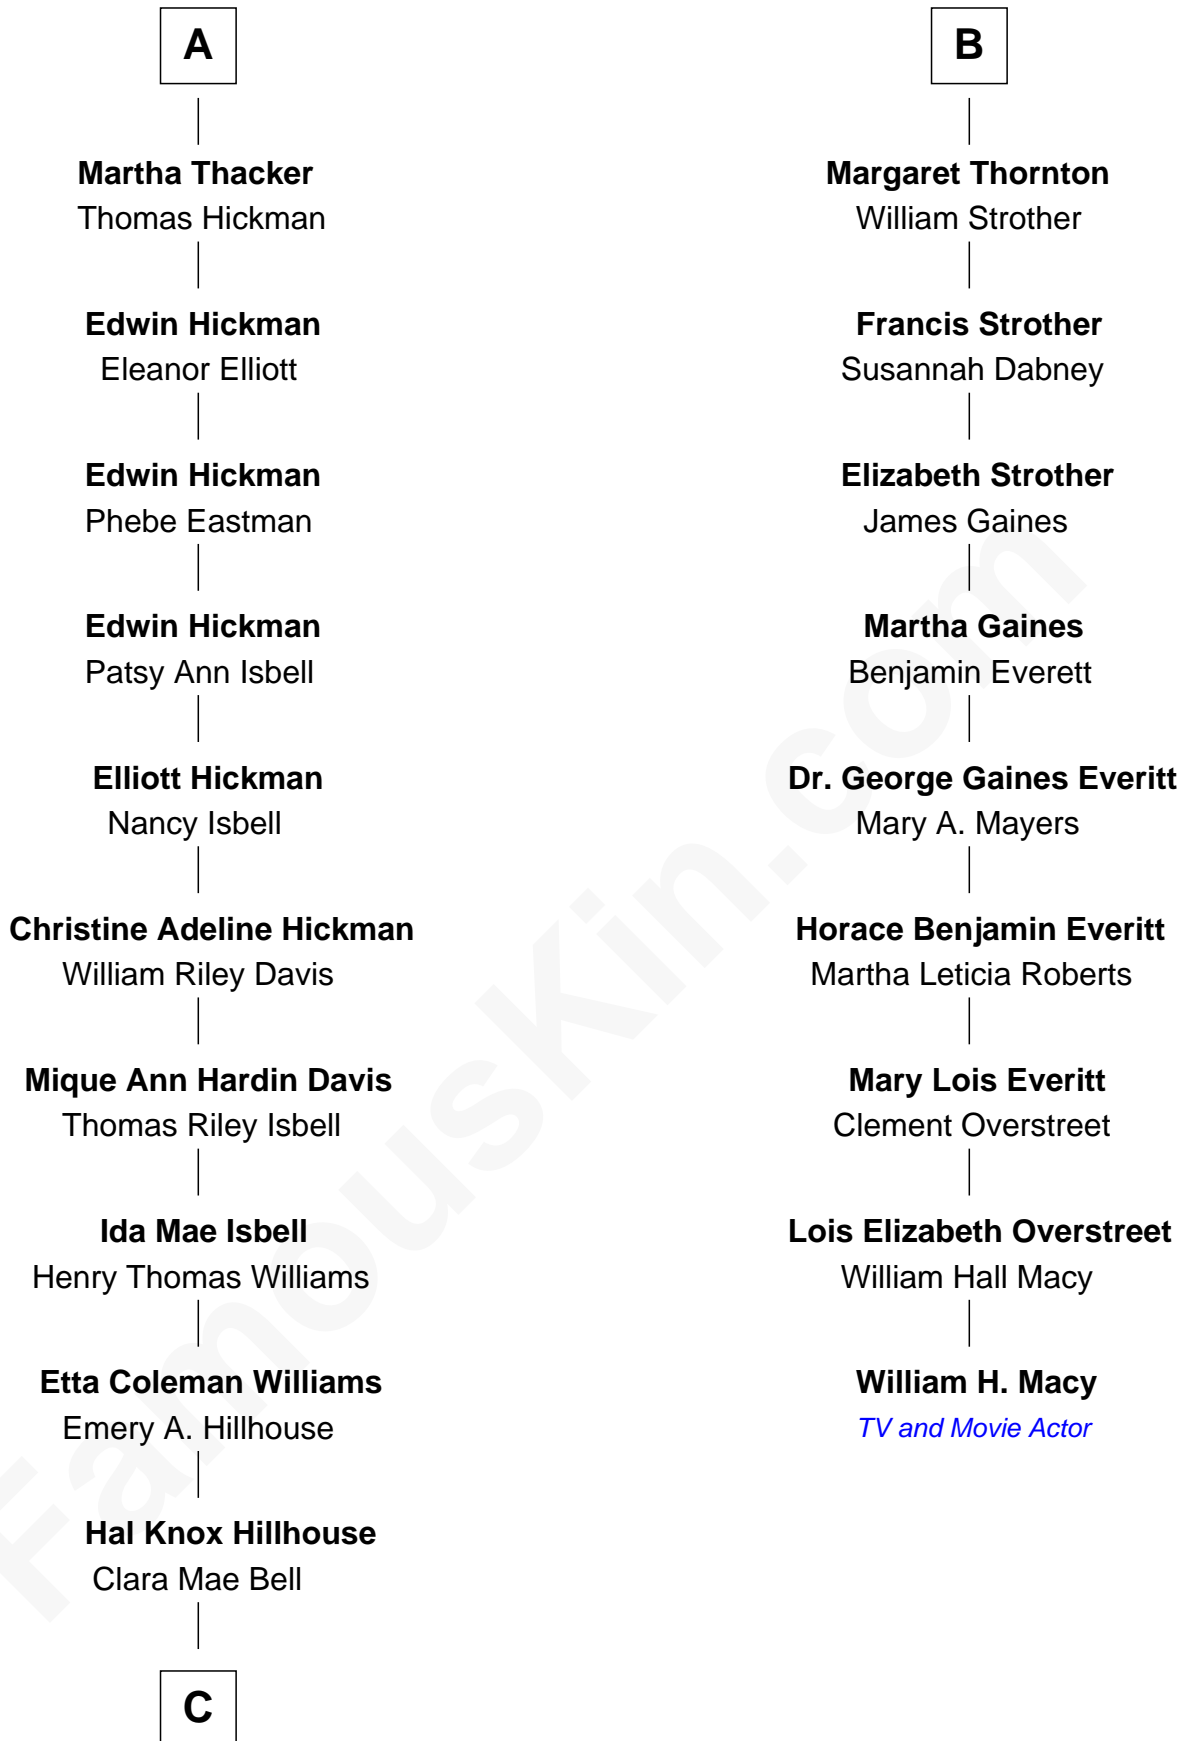 A
Martha Thacker
Thomas Hickman
Edwin Hickman
Eleanor Elliott
Edwin Hickman
Phebe Eastman
Edwin Hickman
Patsy Ann Isbell
Elliott Hickman
Nancy Isbell
Christine Adeline Hickman
William Riley Davis
Mique Ann Hardin Davis
Thomas Riley Isbell
Ida Mae Isbell
Henry Thomas Williams
Etta Coleman Williams
Emery A. Hillhouse
Hal Knox Hillhouse
Clara Mae Bell
C
B
Margaret Thornton
William Strother
Francis Strother
Susannah Dabney
Elizabeth Strother
James Gaines
Martha Gaines
Benjamin Everett
Dr. George Gaines Everitt
Mary A. Mayers
Horace Benjamin Everitt
Martha Leticia Roberts
Mary Lois Everitt
Clement Overstreet
Lois Elizabeth Overstreet
William Hall Macy
William H. Macy
TV and Movie Actor
FamousKin.com